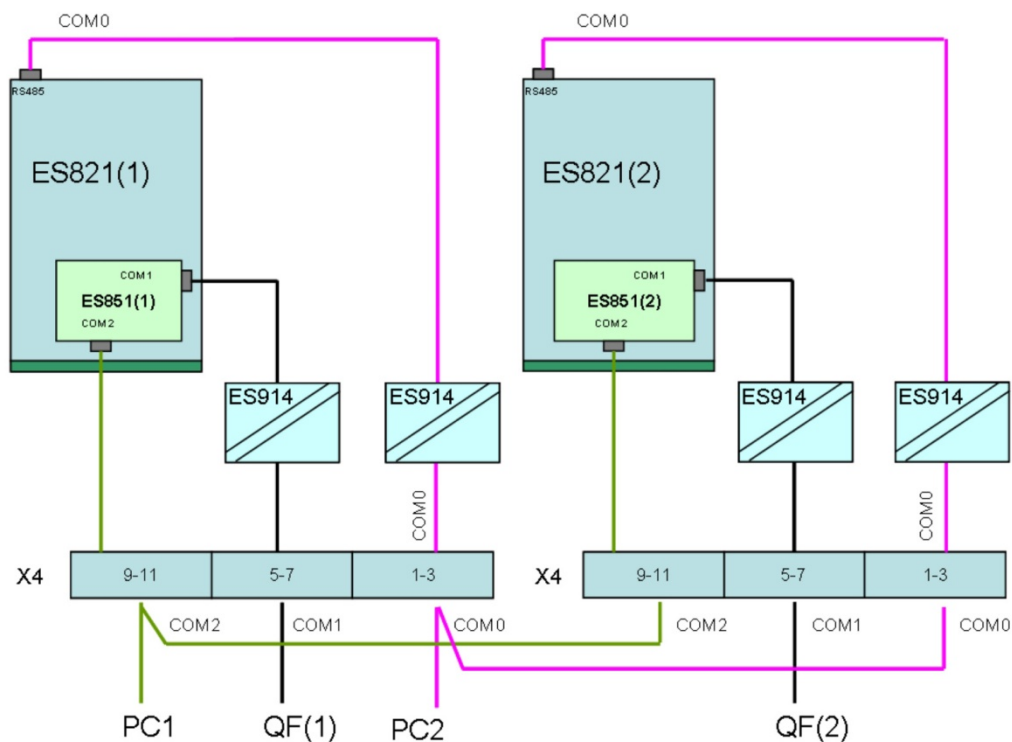 COM0
COM0
RS485
RS485
ES821(1)
ES821(2)
COM1
COM1
ES851(1)
ES851(2)
COM2
COM2
ES914
ES914
ES914
ES914
COM0
COM0
X4
9-11
5-7
1-3
X4
9-11
5-7
1-3
COM2
COM1
COM0
COM2
COM1
COM0
PC1
QF(1)
PC2
QF(2)